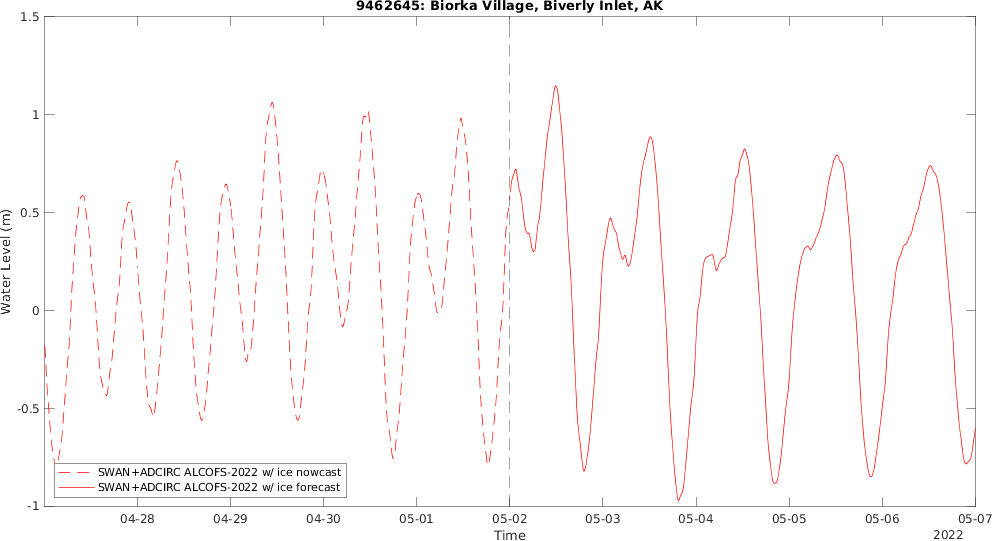 9462645: Biorka Village, Biverly Inlet, AK
Water Level (m)
1.5
1
0.5
0
-0.5
-1
SWAN+ADCIRC ALCOFS-2022 w/ ice nowcast
SWAN+ADCIRC ALCOFS-2022 w/ ice forecast
04-28 04-29 04-30 05-01 05-02 05-03 05-04 05-05 05-06 05-07
Time
2022